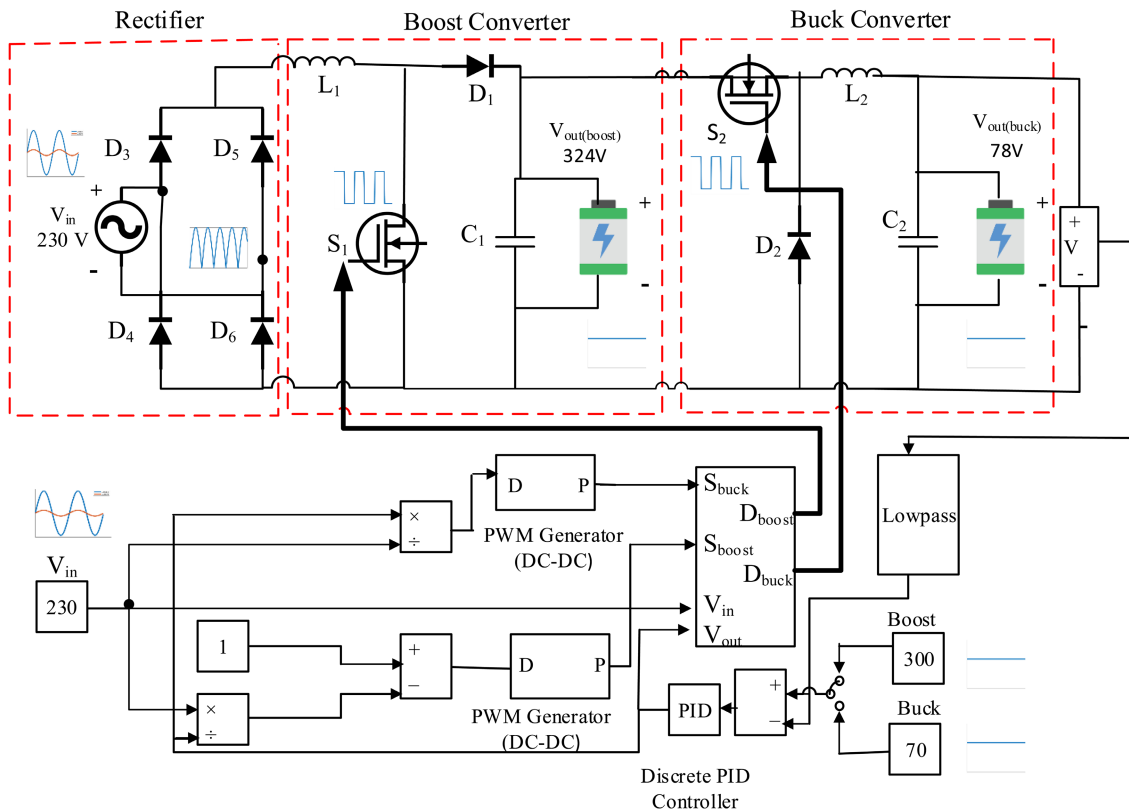 Rectifier
Boost Converter
Buck Converter
L1
D1
S2
L2
Vout(boost)
324V
Vout(buck)
78V
D3
D5
+
Vin
230 V
-
S1
C1
+
-
D2
C2
+
-
+
V
-
-
D4
D6
D
P
PWM Generator
(DC-DC)
×
÷
Sbuck
Dboost
Sboost
Dbuck
Vin
Vout
Lowpass
Vin
230
1
+
−
D
P
PWM Generator
(DC-DC)
×
÷
PID
+
−
Boost
300
Buck
70
Discrete PID
Controller